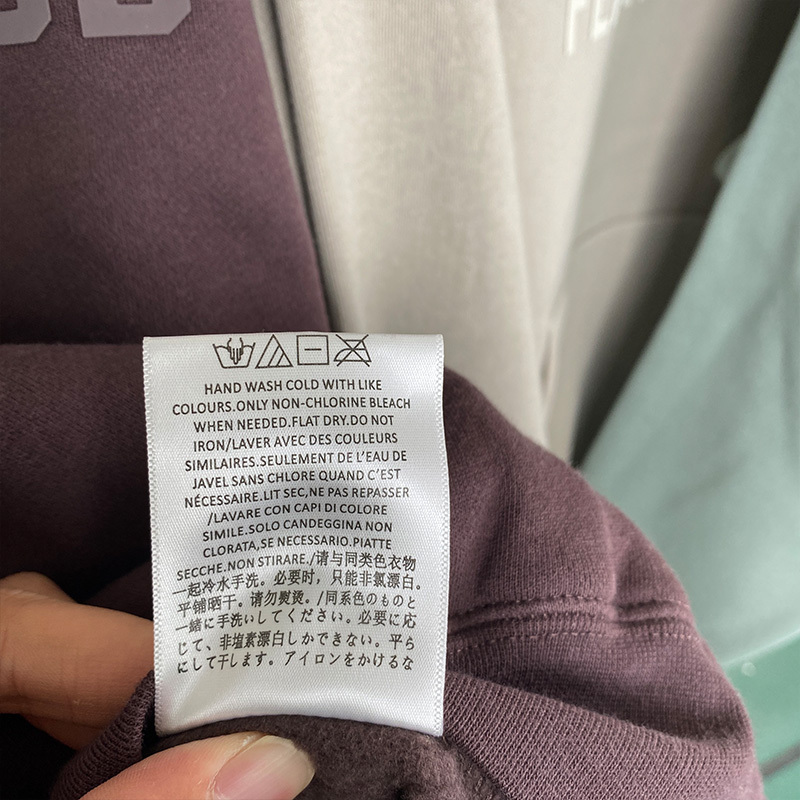 HAND WASH COLD WITH LIKE
COLOURS.ONLY NON-CHLORINE BLEACH
WHEN NEEDED.FLAT DRY.DO NOT
IRON/LAVER AVEC DES COULEURS
SIMILAIRES.SEULEMENT DE L'EAU DE
JAVEL SANS CHLORE QUAND C'EST
NÉCESSAIRE.LIT SEC,NE PAS REPASSER
/LAVARE CON CAPI DI COLORE
SIMILE.SOLO CANDEGGINA NON
CLORATA,SE NECESSARIO.PIATTE
SECCHE.NON STIRARE./请与同类色衣物
一起冷水手洗。必要时，只能非氯漂白。
平铺晒干。请勿熨烫。/同系色のものと
一緒に手洗いしてください。必要に応
じて、非塩素漂白しかできない。平ら
にして干します。アイロンをかけるな